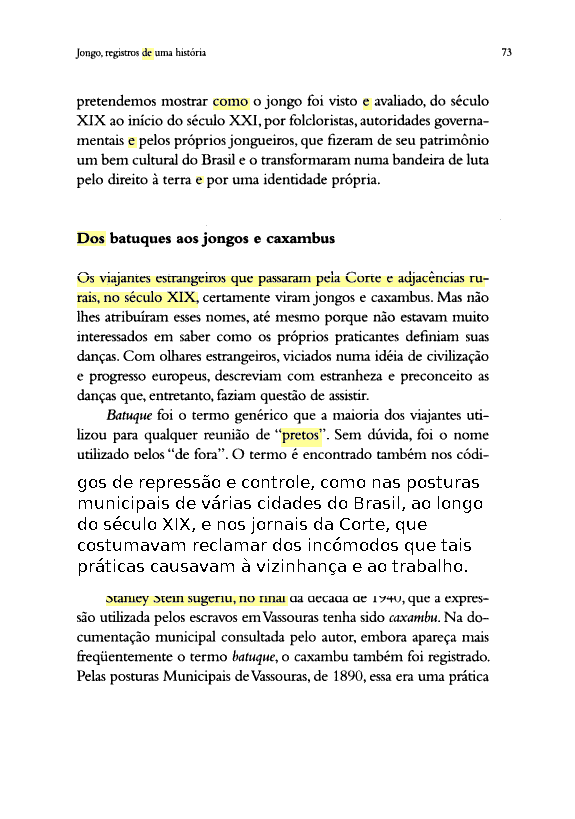 Jongo, registros de uma história 73
pretendemos mostrar como o jongo foi visto e avaliado, do século
XIX ao início do século XXI, por folcloristas, autoridades governa-
mentais e pelos próprios jongueiros, que fizeram de seu patrimônio
um bem cultural do Brasil e o transformaram numa bandeira de luta
pelo direito à terra e por uma identidade própria.
Dos batuques aos jongos e caxambus
Os viajantes estrangeiros que passaram pela Corte e adjacências ru-
rais, no século XIX, certamente viram jongos e caxambus. Mas não
lhes atribuíram esses nomes, até mesmo porque não estavam muito
interessados em saber como os próprios praticantes definiam suas
danças. Com olhares estrangeiros, viciados numa idéia de civilização
e progresso europeus, descreviam com estranheza e preconceito as
danças que, entretanto, faziam questão de assistir.
Batuque foi o termo genérico que a maioria dos viajantes uti-
lizou para qualquer reunião de “pretos”. Sem dúvida, foi o nome
utilizado pelos “de fora”. O termo é encontrado também nos códi-
gos de repressão e controle, como nas posturas
municipais de várias cidades do Brasil, ao longo
do século XIX, e nos jornais da Corte, que
costumavam reclamar dos incómodos que tais
práticas causavam à vizinhança e ao trabalho.
Stanley Stein sugeriu, no final da década de 1940, que a expres-
são utilizada pelos escravos em Vassouras tenha sido caxambu. Na do-
cumentação municipal consultada pelo autor, embora apareça mais
freqüentemente o termo batuque, o caxambu também foi registrado.
Pelas posturas Municipais de Vassouras, de 1890, essa era uma prática